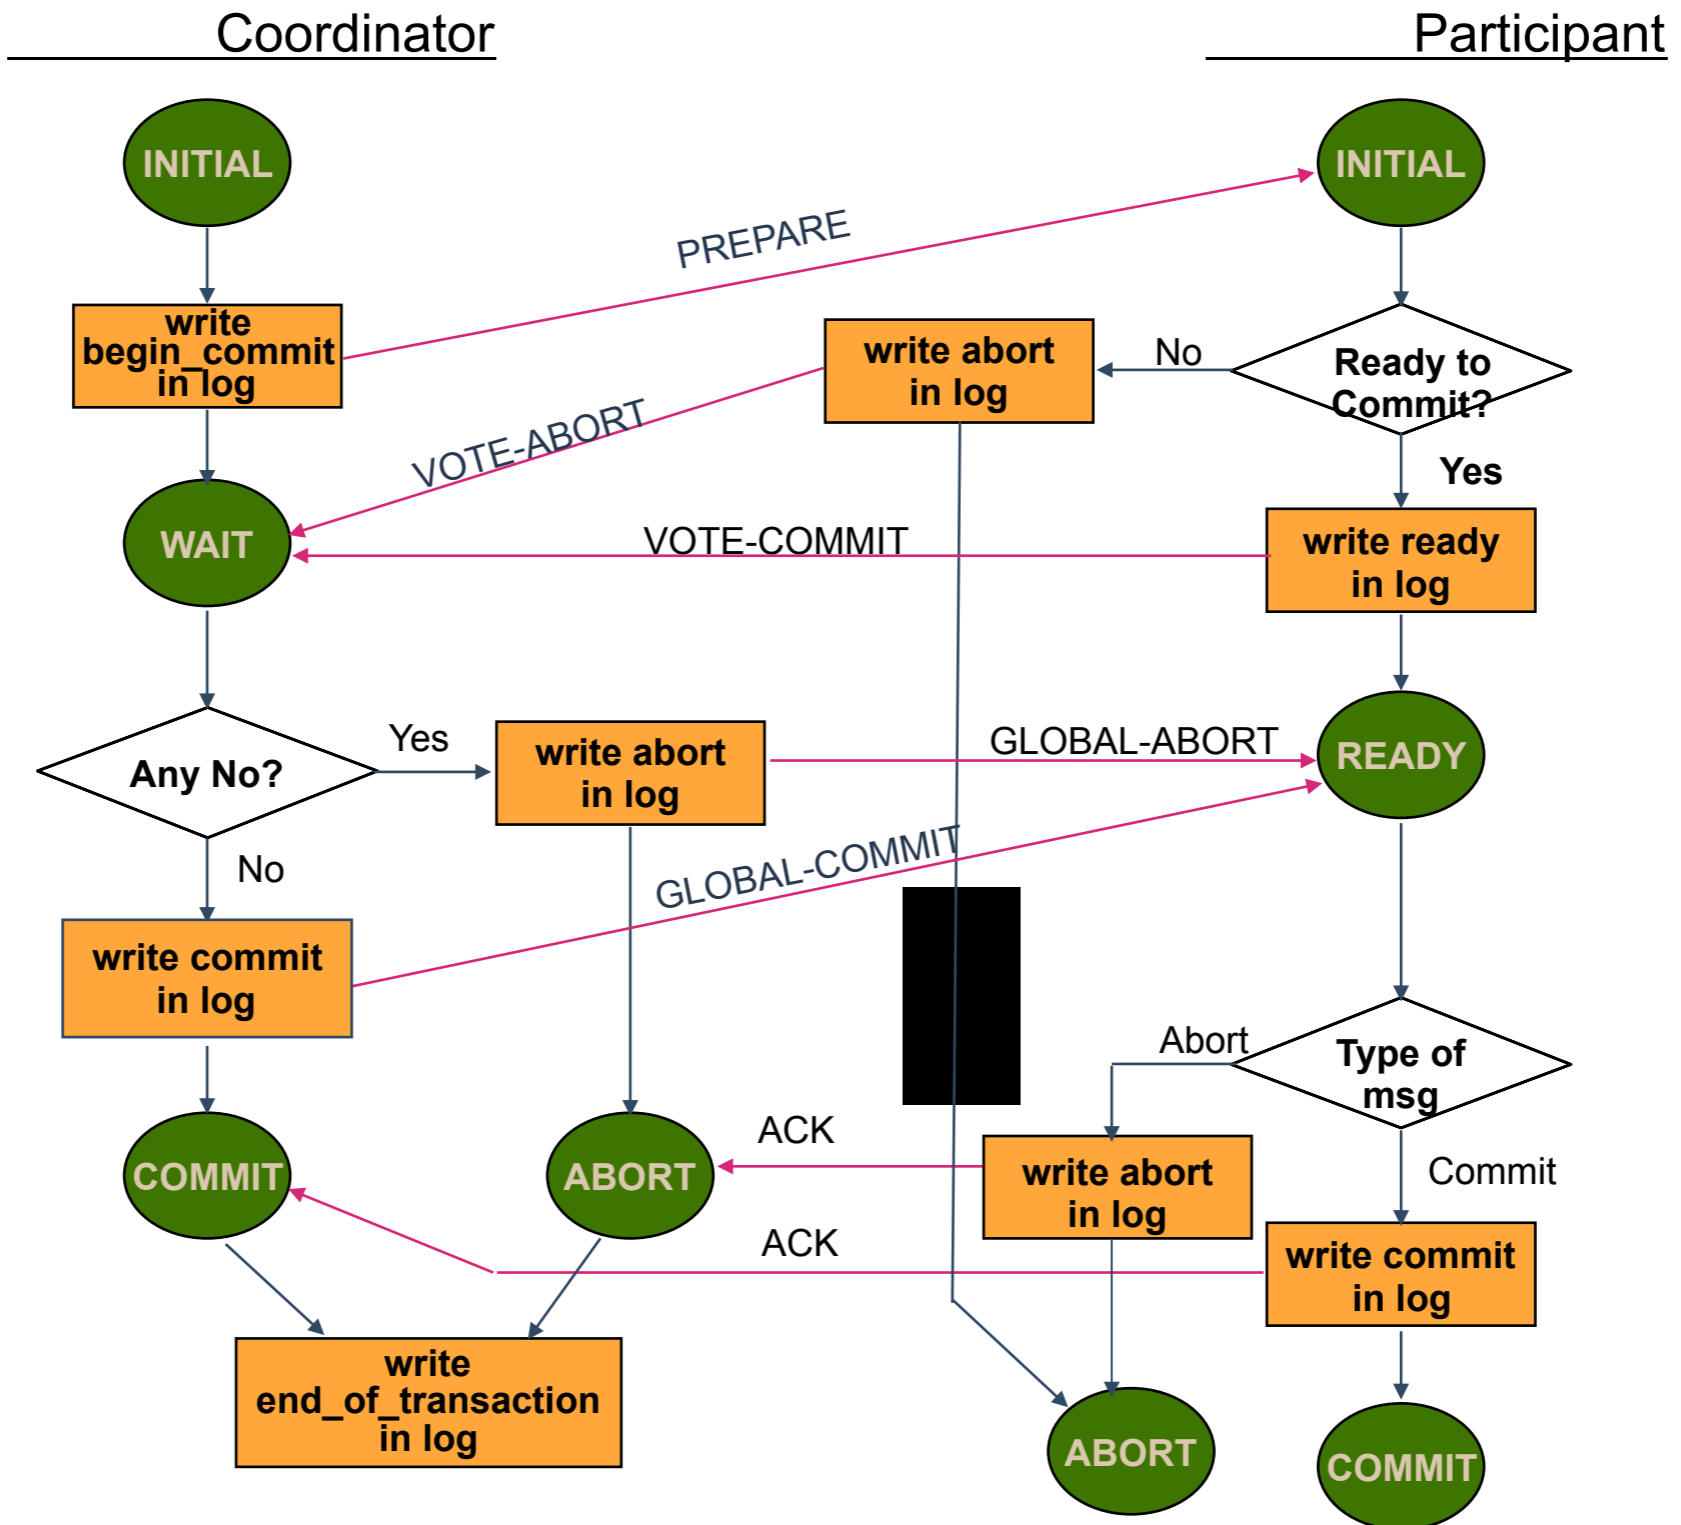 Coordinator
Participant
INITIAL
INITIAL
PREPARE
write
begin_commit
in log
write abort
in log
No
Ready to
Commit?
VOTE-ABORT
Yes
WAIT
VOTE-COMMIT
write ready
in log
Any No?
Yes
write abort
in log
GLOBAL-ABORT
READY
No
GLOBAL-COMMIT
write commit
in log
Abort
Type of
msg
COMMIT
ABORT
ACK
write abort
in log
Commit
ACK
write commit
in log
write
end_of_transaction
in log
ABORT
COMMIT